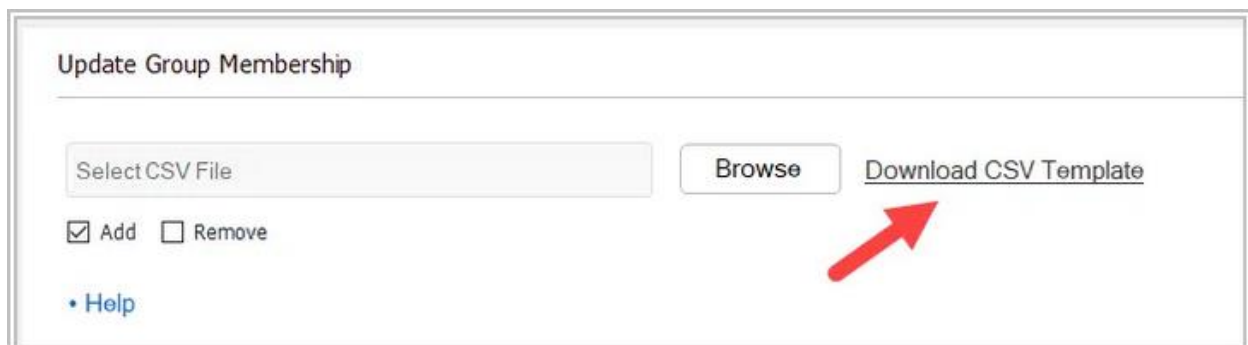 Update Group Membership
Select CSV File Browse Download CSV Template
Add Remove
• Help